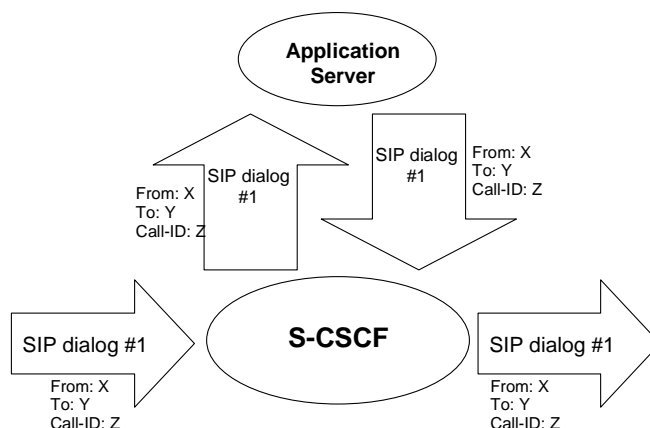 Application
Server
SIP dialog
#1
From: X
To: Y
Call-ID: Z
SIP dialog
#1
From: X
To: Y
Call-ID: Z
SIP dialog #1
From: X
To: Y
Call-ID: Z
S-CSCF
SIP dialog #1
From: X
To: Y
Call-ID: Z